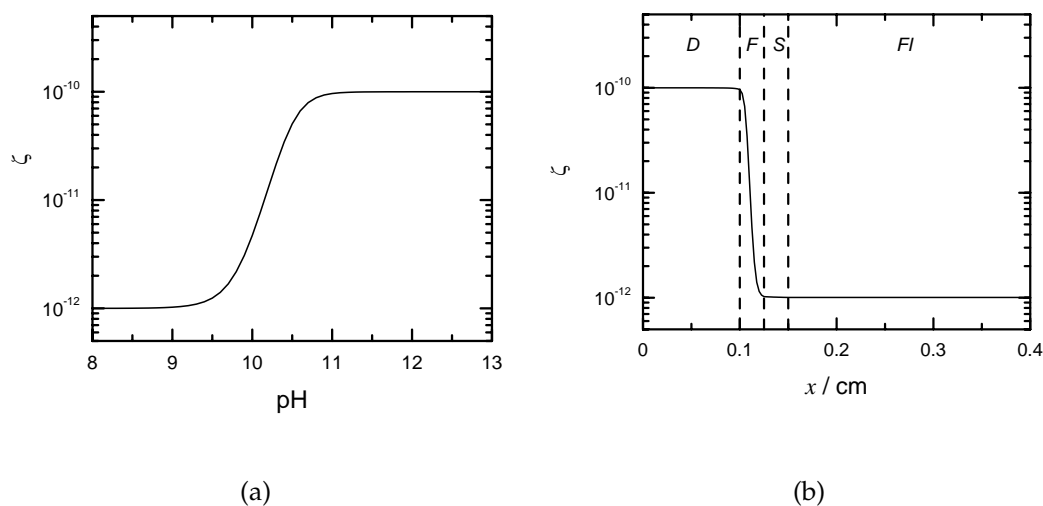 10⁻¹⁰
10⁻¹¹
10⁻¹²
ζ
8 9 10 11 12 13
pH
(a)
D F S Fl
10⁻¹⁰
10⁻¹¹
10⁻¹²
ζ
0 0.1 0.2 0.3 0.4
x / cm
(b)